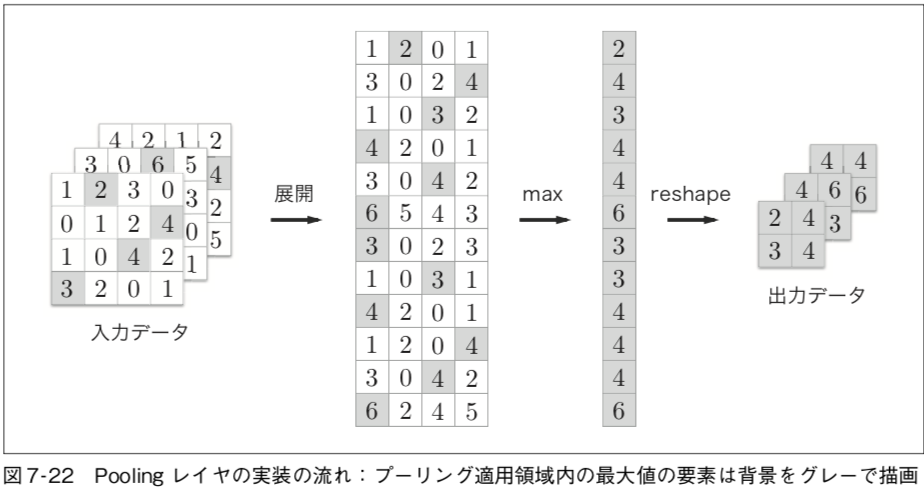 4 2 1 2
3 0 6 5 4
1 2 3 0 3 2
0 1 2 4 0 5
1 0 4 2 1
3 2 0 1
入力データ
展開
1 2 0 1
3 0 2 4
1 0 3 2
4 2 0 1
3 0 4 2
6 5 4 3
3 0 2 3
1 0 3 1
4 2 0 1
1 2 0 4
3 0 4 2
6 2 4 5
max
2
4
3
4
4
6
3
3
4
4
4
6
reshape
4 4
4 6 6
2 4 3
3 4
出力データ
図7-22 Pooling レイヤの実装の流れ：プーリング適用領域内の最大値の要素は背景をグレーで描画